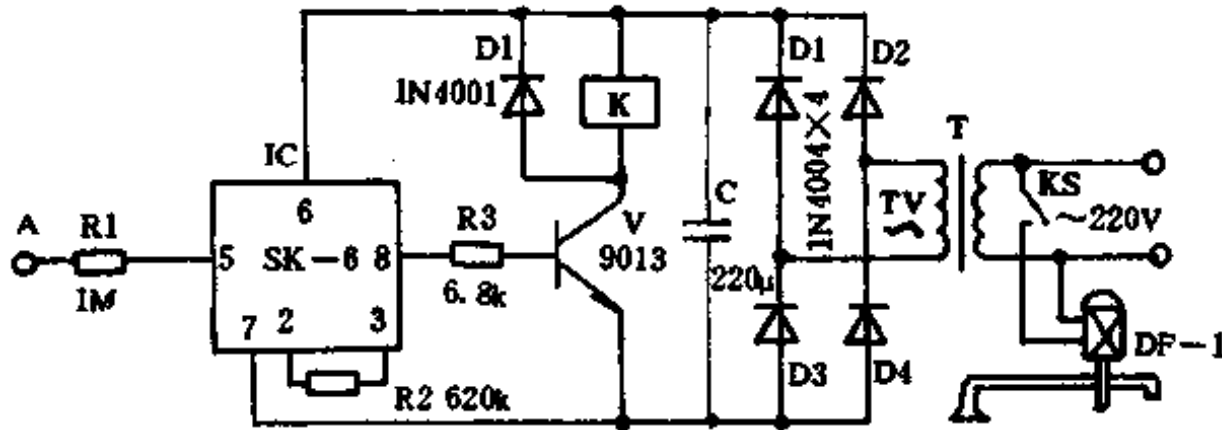 D1
1N4001
K
D1
D2
1N4004×4
T
IC
6
A
R1
1M
5
SK-6
8
7
2
3
R3
6.8k
V
9013
C
220μ
KS
~220V
R2 620k
D3
D4
DF-1